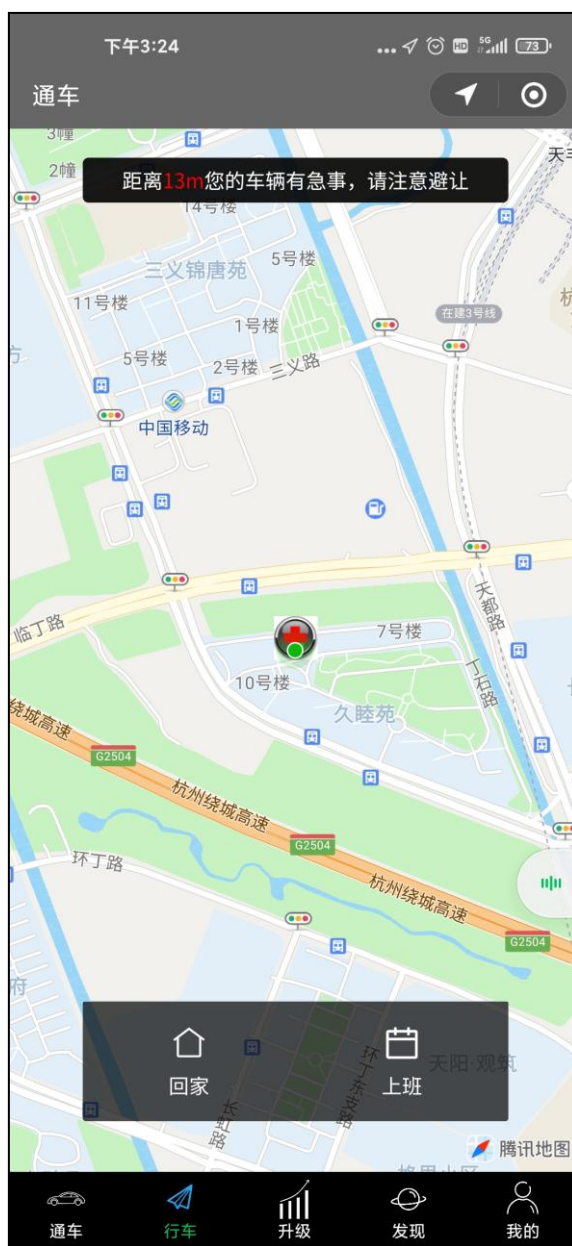 下午3:24
5G
73
通车
3幢
2幢
距离13m您的车辆有急事，请注意避让
14号楼
三义锦唐苑
5号楼
11号楼
在建3号线
1号楼
5号楼
2号楼
三义路
中国移动
临丁路
7号楼
天都路
丁石路
10号楼
久睦苑
绕城高速
G2504
杭州绕城高速
G2504
环丁路
杭州绕城高速
G2504
府
回家
上班
环丁东支路
天阳·观筑
腾讯地图
通车
行车
升级
发现
我的